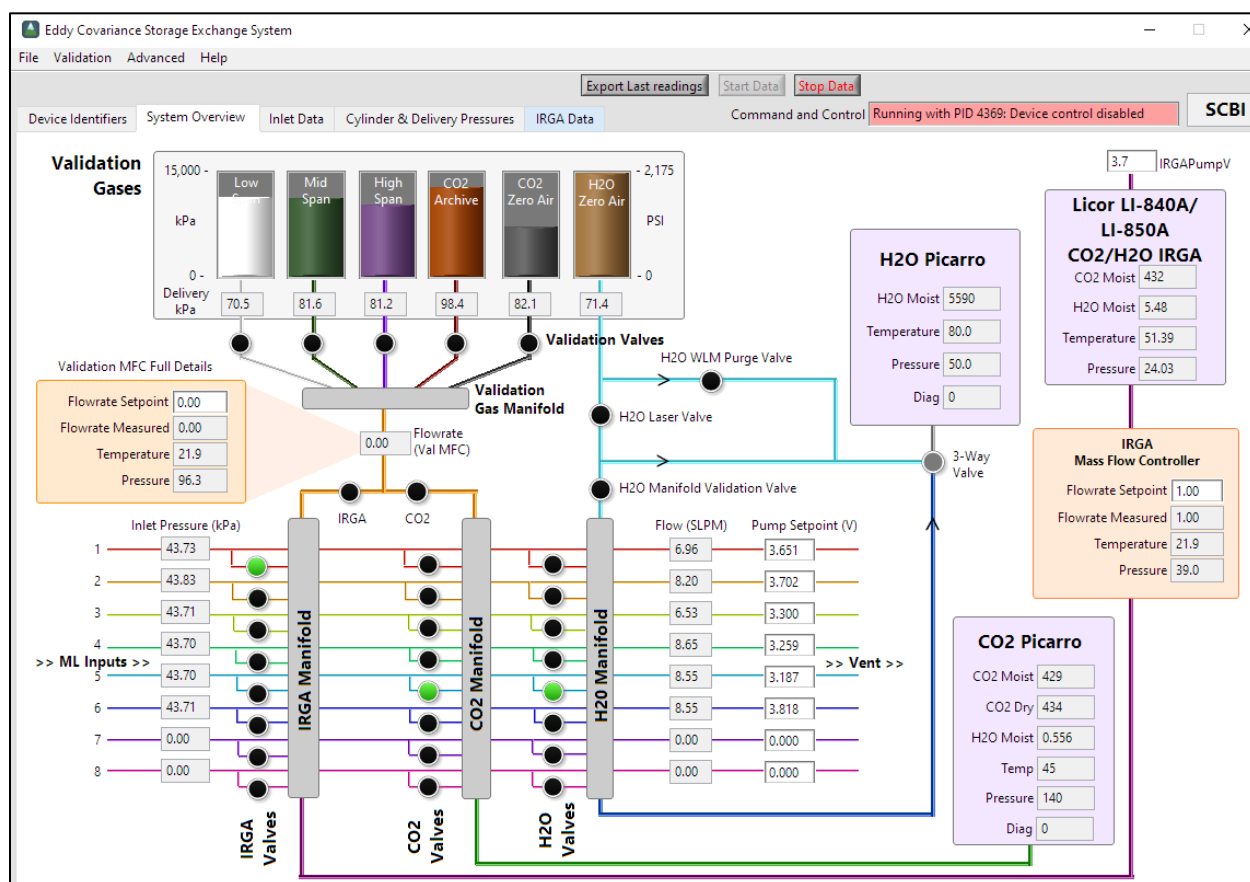 Eddy Covariance Storage Exchange System
File Validation Advanced Help
Export Last readings Start Data Stop Data
Device Identifiers System Overview Inlet Data Cylinder & Delivery Pressures IRGA Data
Command and Control Running with PID 4369: Device control disabled
SCBI
Validation
Gases
15,000 -
kPa
0 -
Low
Mid
Span
High
Span
CO2
Archive
CO2
Zero Air
H2O
Zero Air
- 2,175
PSI
- 0
Delivery
kPa
70.5 81.6 81.2 98.4 82.1 71.4
Validation Valves
3.7 IRGAPumpV
Licor LI-840A/
LI-850A
CO2/H2O IRGA
CO2 Moist 432
H2O Moist 5.48
Temperature 51.39
Pressure 24.03
H2O Picarro
H2O Moist 5590
Temperature 80.0
Pressure 50.0
Diag 0
H2O WLM Purge Valve
H2O Laser Valve
3-Way
Valve
H2O Manifold Validation Valve
Validation MFC Full Details
Flowrate Setpoint 0.00
Flowrate Measured 0.00
Temperature 21.9
Pressure 96.3
Validation
Gas Manifold
0.00 Flowrate
(Val MFC)
IRGA CO2
IRGA
Mass Flow Controller
Flowrate Setpoint 1.00
Flowrate Measured 1.00
Temperature 21.9
Pressure 39.0
Inlet Pressure (kPa) Flow (SLPM) Pump Setpoint (V)
1 43.73 6.96 3.651
2 43.83 8.20 3.702
3 43.71 6.53 3.300
4 43.70 8.65 3.259
>> ML Inputs >> >> Vent >>
5 43.70 8.55 3.187
6 43.71 8.55 3.818
7 0.00 0.00 0.000
8 0.00 0.00 0.000
IRGA Manifold
CO2 Manifold
H20 Manifold
IRGA
Valves
CO2
Valves
H2O
Valves
CO2 Picarro
CO2 Moist 429
CO2 Dry 434
H2O Moist 0.556
Temp 45
Pressure 140
Diag 0